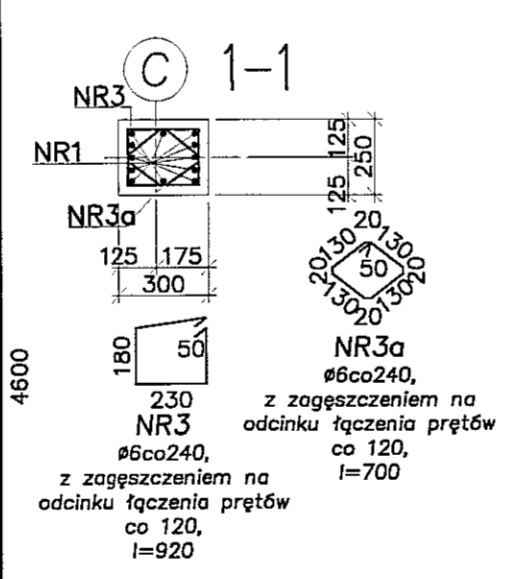 C 1-1
NR3
NR1
NR3a
125
125
250
125 175
300
20
130 130
20 50 20
130 130
20
180
50
230
4600
NR3a
ø6co240,
z zagęszczeniem na
odcinku łączenia prętów
co 120,
l=700
NR3
ø6co240,
z zagęszczeniem na
odcinku łączenia prętów
co 120,
l=920